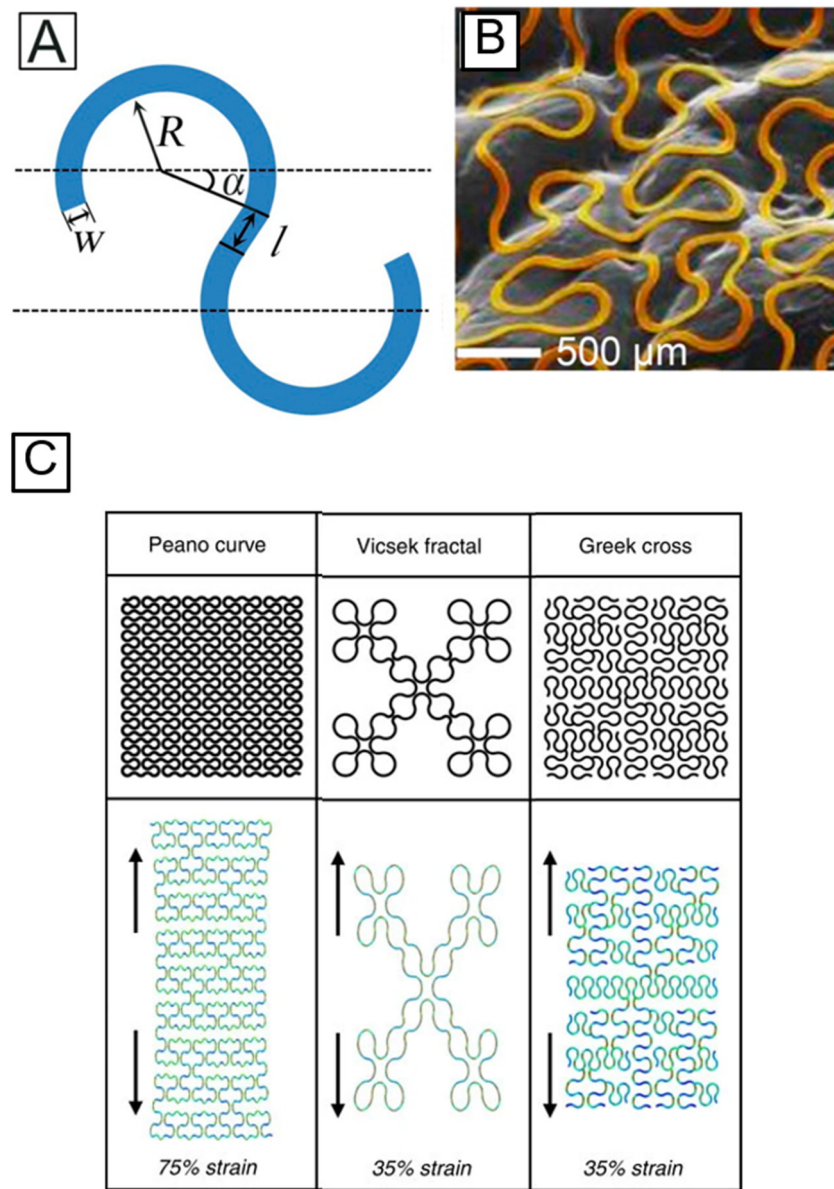 A
R
α
w
l
B
500 μm
C
Peano curve
Vicsek fractal
Greek cross
75% strain
35% strain
35% strain